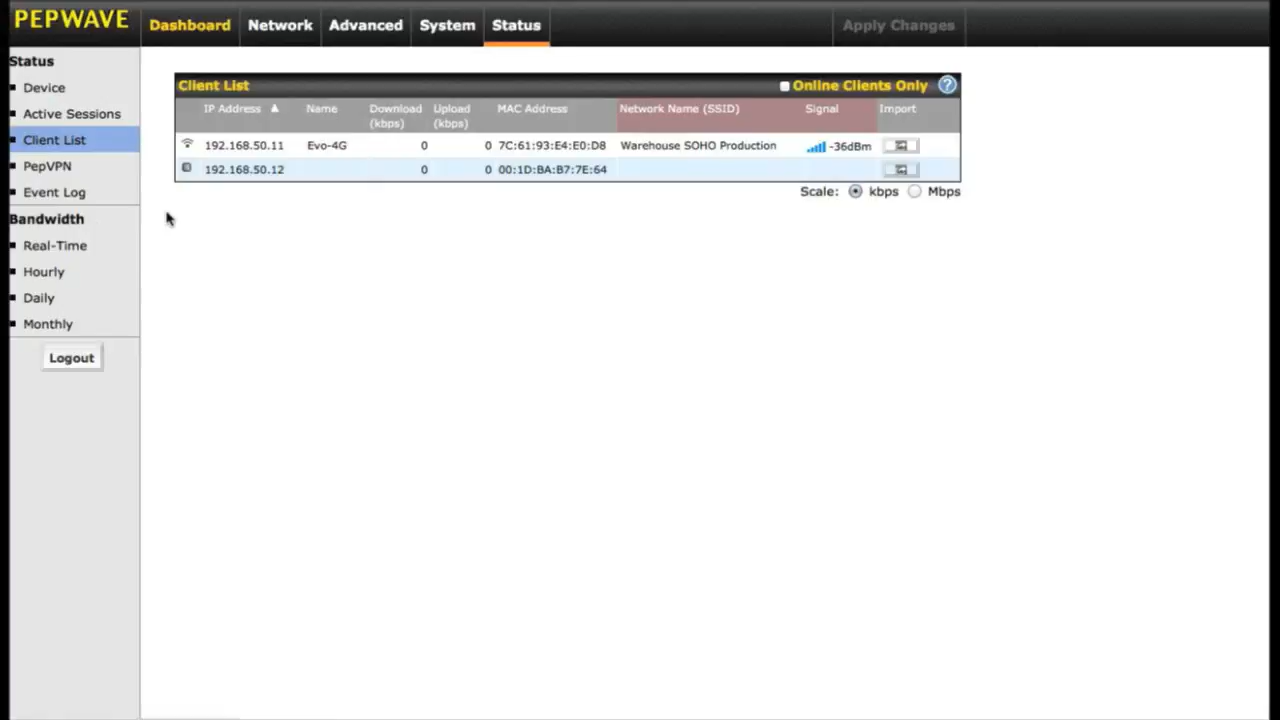 PEPWAVE
Dashboard Network Advanced System Status Apply Changes
Status
Device
Active Sessions
Client List
PepVPN
Event Log
Bandwidth
Real-Time
Hourly
Daily
Monthly
Logout
Client List Online Clients Only ?
IP Address ▲ Name Download (kbps) Upload (kbps) MAC Address Network Name (SSID) Signal Import
192.168.50.11 Evo-4G 0 0 7C:61:93:E4:E0:D8 Warehouse SOHO Production -36dBm
192.168.50.12 0 0 00:1D:BA:B7:7E:64
Scale: kbps Mbps